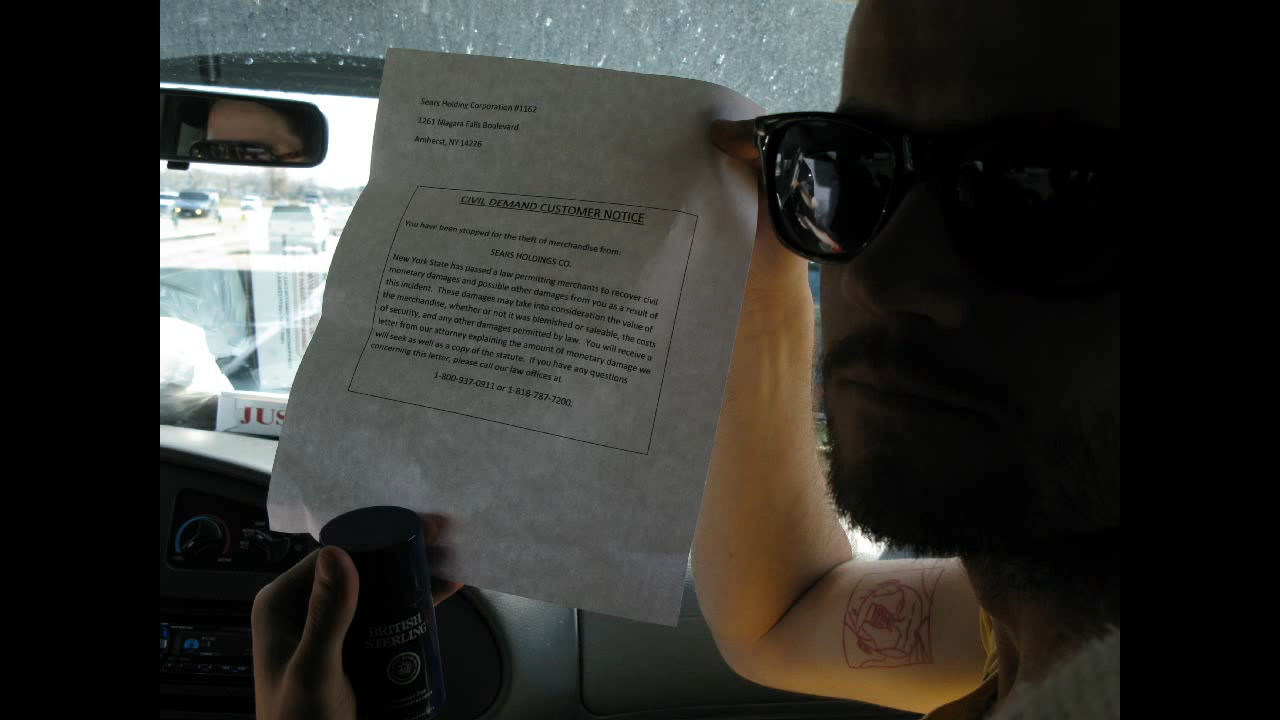 Sears Holding Corporation #1162
1261 Niagara Falls Boulevard
Amherst, NY 14226
CIVIL DEMAND CUSTOMER NOTICE
You have been stopped for the theft of merchandise from:
SEARS HOLDINGS CO.
New York State has passed a law permitting merchants to recover civil
monetary damages and possible other damages from you as a result of
this incident.  These damages may take into consideration the value of
the merchandise, whether or not it was blemished or saleable, the costs
of security, and any other damages permitted by law.  You will receive a
letter from our attorney explaining the amount of monetary damage we
will seek as well as a copy of the statute.  If you have any questions
concerning this letter, please call our law offices at
1-800-937-0911 or 1-818-787-7200.
JUS
BRITISH
STERLING